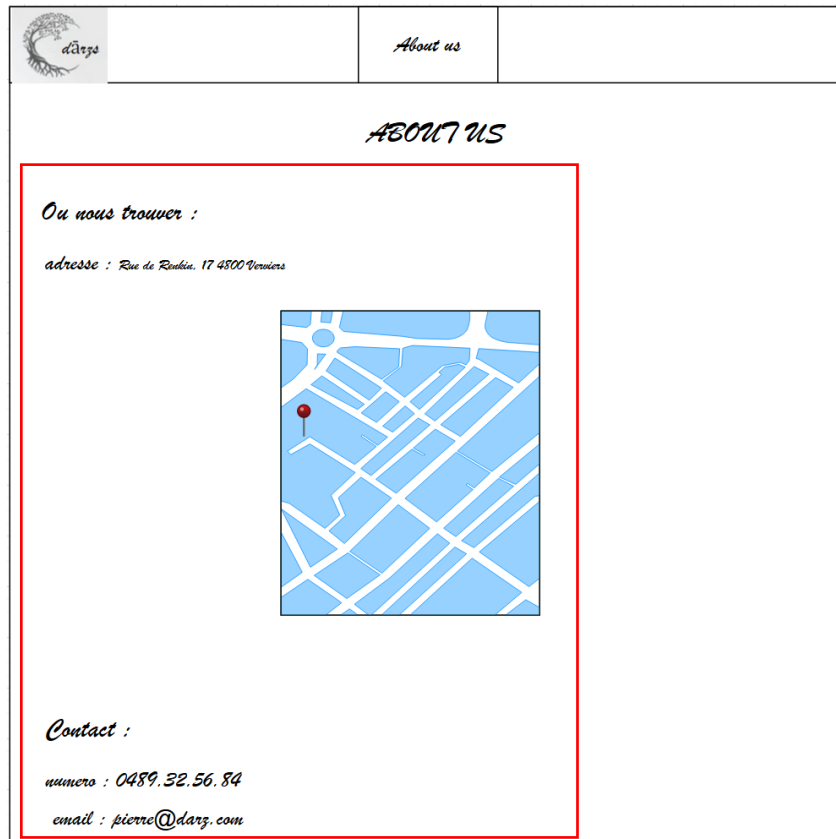 dārzs
About us
ABOUT US
Ou nous trouver :
adresse : Rue de Renkin, 17 4800 Verviers
Contact :
numero : 0489.32.56.84
email : pierre@darz.com